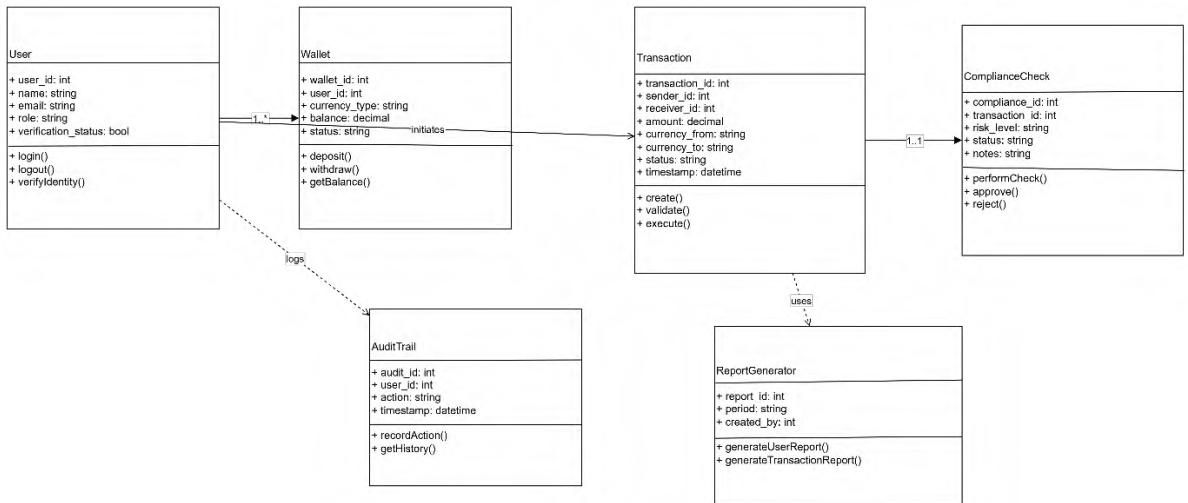 User
+ user_id: int
+ name: string
+ email: string
+ role: string
+ verification_status: bool
+ login()
+ logout()
+ verifyIdentity()
1..*
Wallet
+ wallet_id: int
+ user_id: int
+ currency_type: string
+ balance: decimal
+ status: string
+ deposit()
+ withdraw()
+ getBalance()
initiates
Transaction
+ transaction_id: int
+ sender_id: int
+ receiver_id: int
+ amount: decimal
+ currency_from: string
+ currency_to: string
+ status: string
+ timestamp: datetime
+ create()
+ validate()
+ execute()
1..1
ComplianceCheck
+ compliance_id: int
+ transaction_id: int
+ risk_level: string
+ status: string
+ notes: string
+ performCheck()
+ approve()
+ reject()
logs
AuditTrail
+ audit_id: int
+ user_id: int
+ action: string
+ timestamp: datetime
+ recordAction()
+ getHistory()
uses
ReportGenerator
+ report_id: int
+ period: string
+ created_by: int
+ generateUserReport()
+ generateTransactionReport()